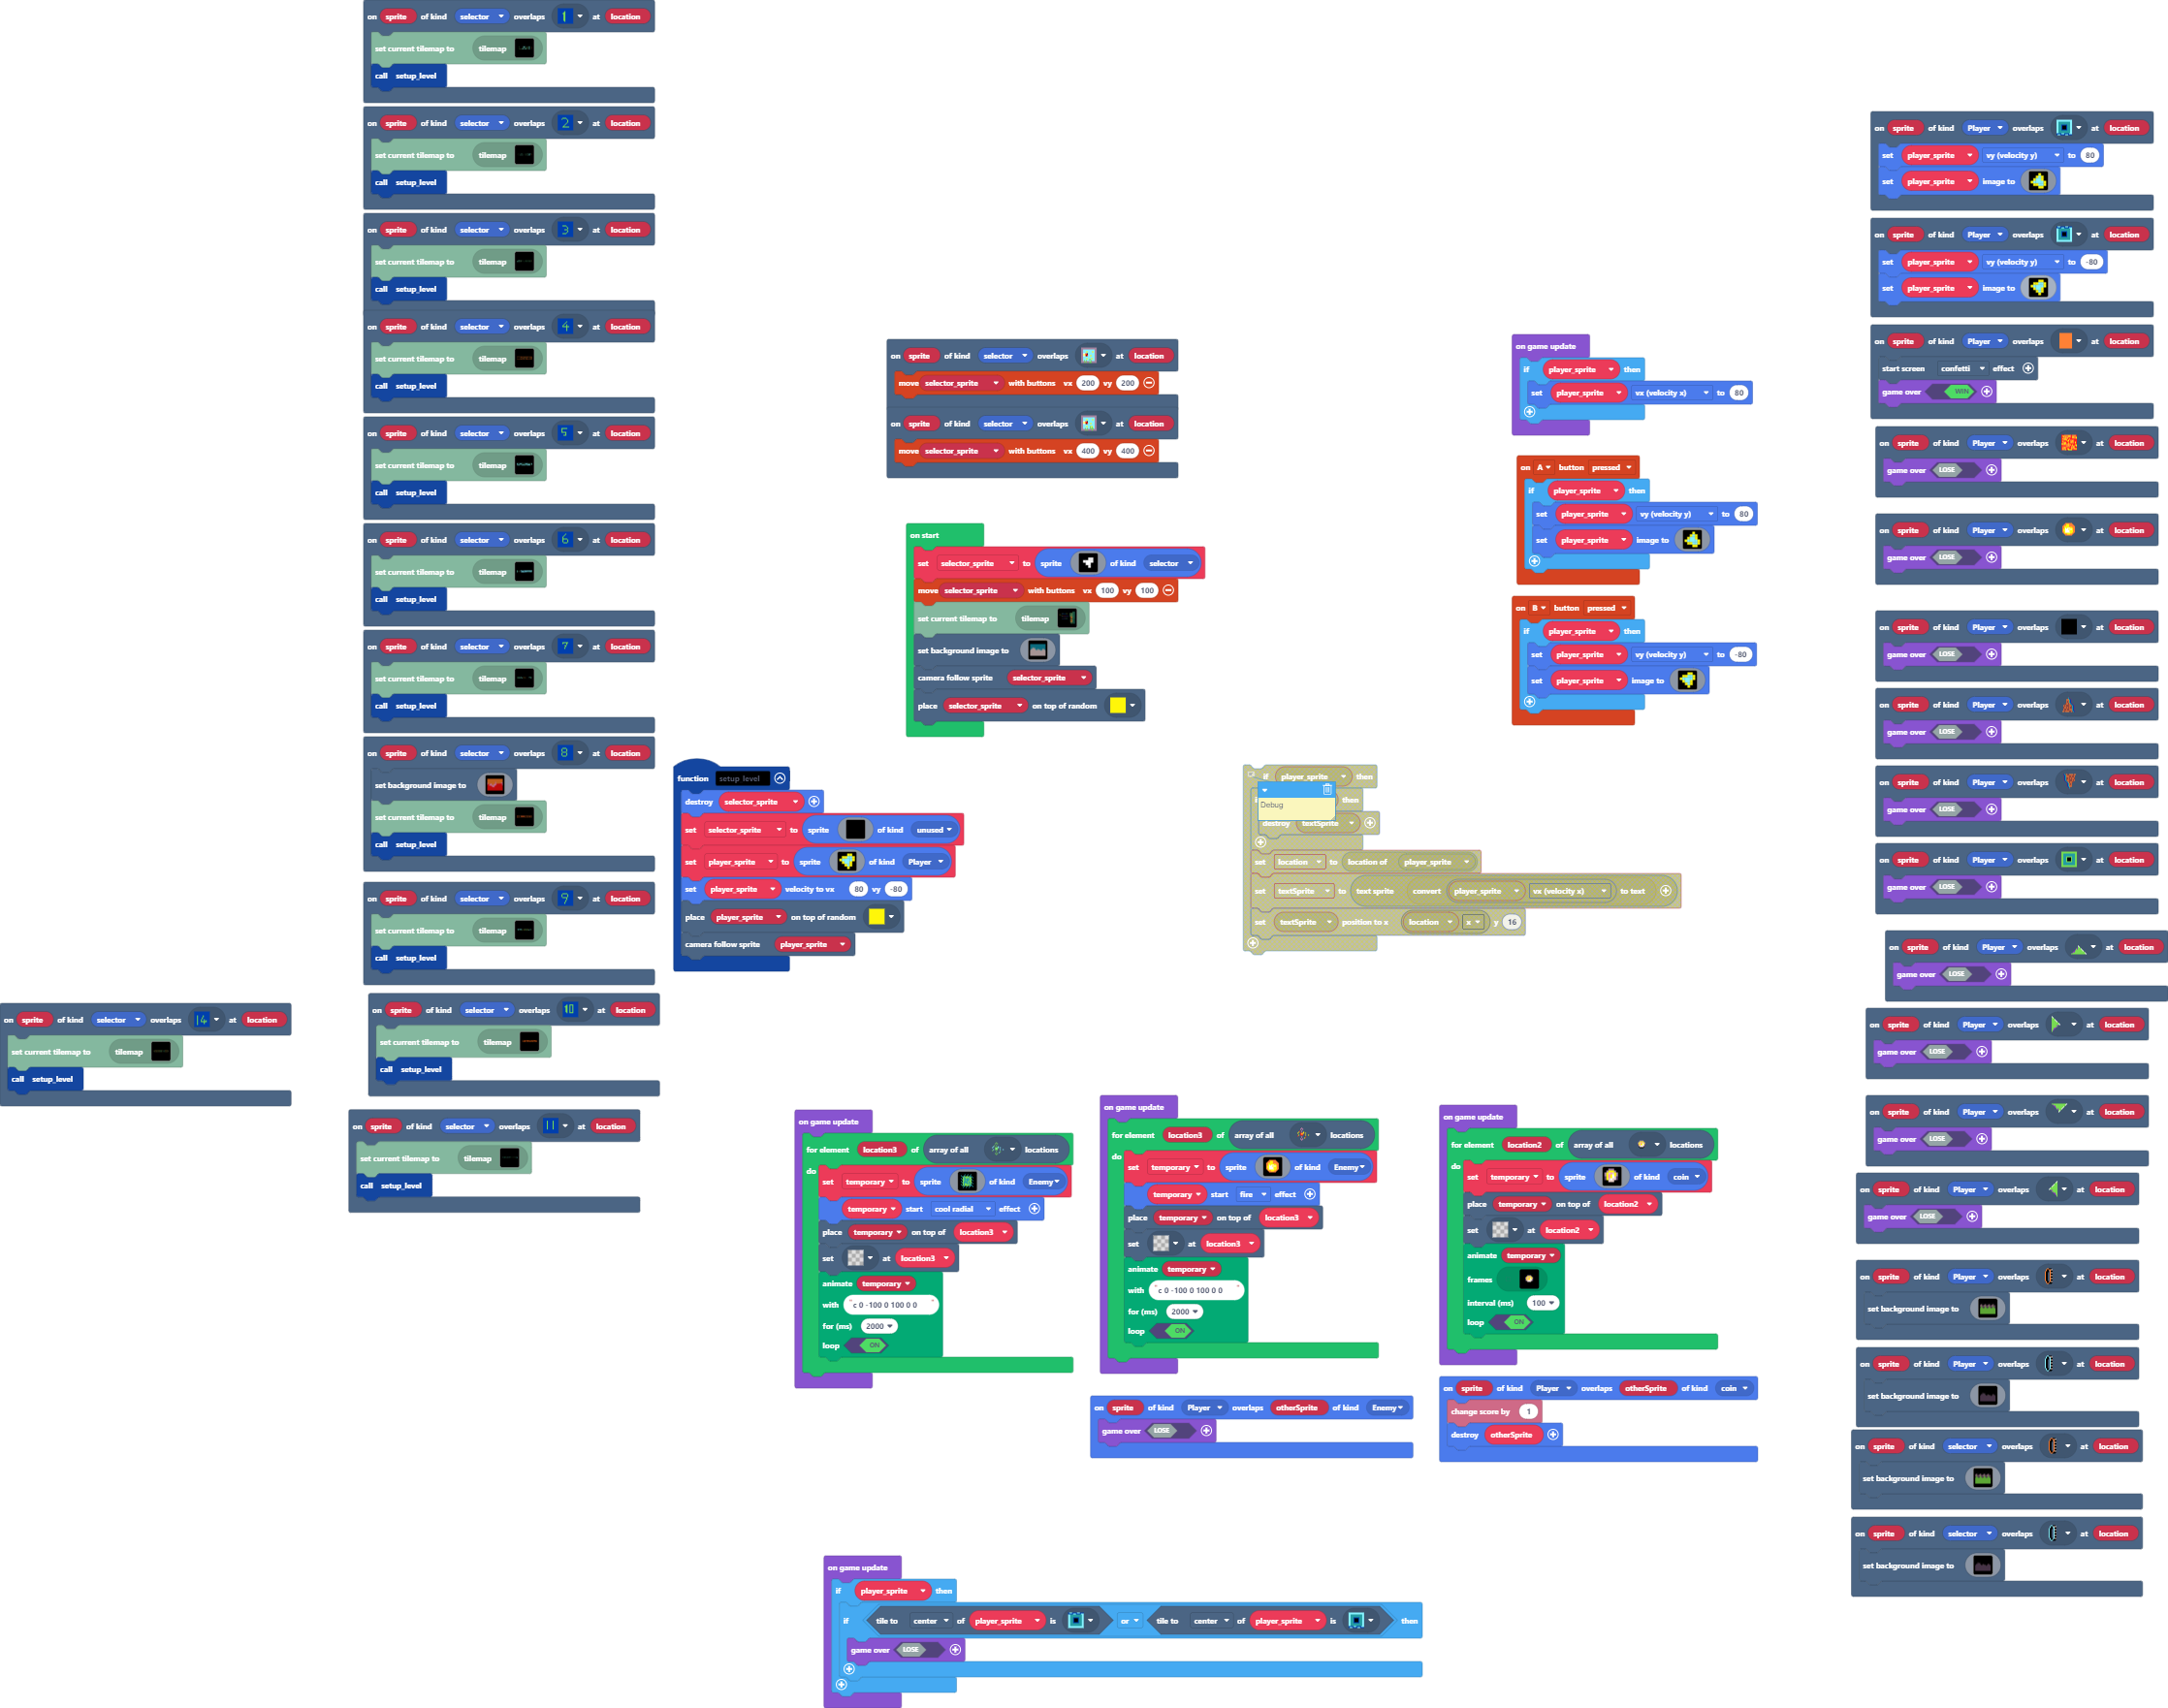 on sprite of kind selector overlaps 1 at location
set current tilemap to tilemap
call setup_level
on sprite of kind selector overlaps 2 at location
set current tilemap to tilemap
call setup_level
on sprite of kind selector overlaps 3 at location
set current tilemap to tilemap
call setup_level
on sprite of kind selector overlaps 4 at location
set current tilemap to tilemap
call setup_level
on sprite of kind selector overlaps 5 at location
set current tilemap to tilemap
call setup_level
on sprite of kind selector overlaps 6 at location
set current tilemap to tilemap
call setup_level
on sprite of kind selector overlaps 7 at location
set current tilemap to tilemap
call setup_level
on sprite of kind selector overlaps 8 at location
set background image to
set current tilemap to tilemap
call setup_level
on sprite of kind selector overlaps 9 at location
set current tilemap to tilemap
call setup_level
on sprite of kind selector overlaps 14 at location
set current tilemap to tilemap
call setup_level
on sprite of kind selector overlaps 10 at location
set current tilemap to tilemap
call setup_level
on sprite of kind selector overlaps 11 at location
set current tilemap to tilemap
call setup_level
on sprite of kind selector overlaps at location
move selector_sprite with buttons vx 200 vy 200
on sprite of kind selector overlaps at location
move selector_sprite with buttons vx 400 vy 400
on start
set selector_sprite to sprite of kind selector
move selector_sprite with buttons vx 100 vy 100
set current tilemap to tilemap
set background image to
camera follow sprite selector_sprite
place selector_sprite on top of random
function setup_level
destroy selector_sprite
set selector_sprite to sprite of kind unused
set player_sprite to sprite of kind Player
set player_sprite velocity to vx 80 vy -80
place player_sprite on top of random
camera follow sprite player_sprite
if player_sprite then
Debug
then
destroy textSprite
set location to location of player_sprite
set textSprite to text sprite convert player_sprite vx (velocity x) to text
set textSprite position to x location x y 16
on game update
if player_sprite then
set player_sprite vx (velocity x) to 80
on A button pressed
if player_sprite then
set player_sprite vy (velocity y) to 80
set player_sprite image to
on B button pressed
if player_sprite then
set player_sprite vy (velocity y) to -80
set player_sprite image to
on game update
for element location3 of array of all locations
do
set temporary to sprite of kind Enemy
temporary start cool radial effect
place temporary on top of location3
set at location3
animate temporary
with "c 0 -100 0 100 0 0"
for (ms) 2000
loop ON
on game update
for element location3 of array of all locations
do
set temporary to sprite of kind Enemy
temporary start fire effect
place temporary on top of location3
set at location3
animate temporary
with "c 0 -100 0 100 0 0"
for (ms) 2000
loop ON
on sprite of kind Player overlaps otherSprite of kind Enemy
game over LOSE
on game update
for element location2 of array of all locations
do
set temporary to sprite of kind coin
place temporary on top of location2
set at location2
animate temporary
frames
interval (ms) 100
loop ON
on sprite of kind Player overlaps otherSprite of kind coin
change score by 1
destroy otherSprite
on game update
if player_sprite then
if tile to center of player_sprite is or tile to center of player_sprite is then
game over LOSE
on sprite of kind Player overlaps at location
set player_sprite vy (velocity y) to 80
set player_sprite image to
on sprite of kind Player overlaps at location
set player_sprite vy (velocity y) to -80
set player_sprite image to
on sprite of kind Player overlaps at location
start screen confetti effect
game over WIN
on sprite of kind Player overlaps at location
game over LOSE
on sprite of kind Player overlaps at location
game over LOSE
on sprite of kind Player overlaps at location
game over LOSE
on sprite of kind Player overlaps at location
game over LOSE
on sprite of kind Player overlaps at location
game over LOSE
on sprite of kind Player overlaps at location
game over LOSE
on sprite of kind Player overlaps at location
game over LOSE
on sprite of kind Player overlaps at location
game over LOSE
on sprite of kind Player overlaps at location
game over LOSE
on sprite of kind Player overlaps at location
game over LOSE
on sprite of kind Player overlaps at location
set background image to
on sprite of kind Player overlaps at location
set background image to
on sprite of kind selector overlaps at location
set background image to
on sprite of kind selector overlaps at location
set background image to